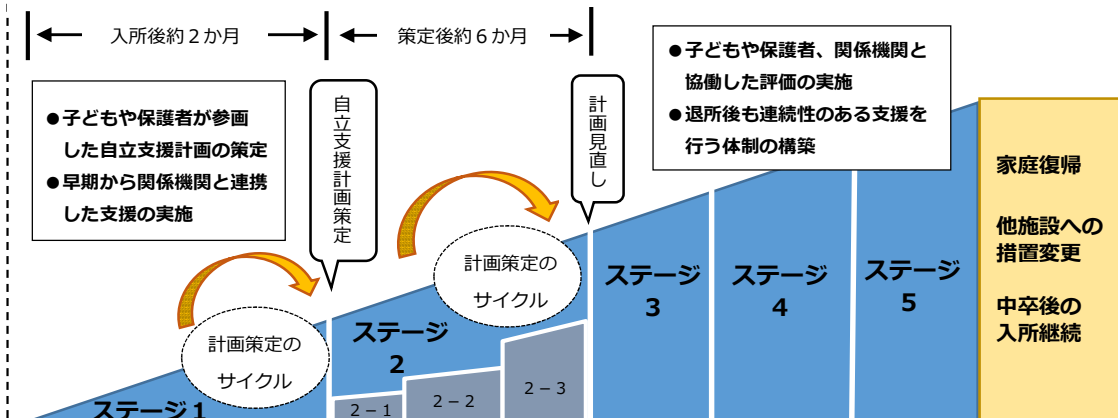 入所後約２か月
策定後約６か月
●子どもや保護者が参画
した自立支援計画の策定
●早期から関係機関と連携
した支援の実施
自立支援計画策定
計画見直し
●子どもや保護者、関係機関と
協働した評価の実施
●退所後も連続性のある支援を
行う体制の構築
計画策定の
サイクル
計画策定の
サイクル
ステージ１
ステージ
2
２－１
２－２
２－３
ステージ
3
ステージ
4
ステージ
5
家庭復帰
他施設への
措置変更
中卒後の
入所継続